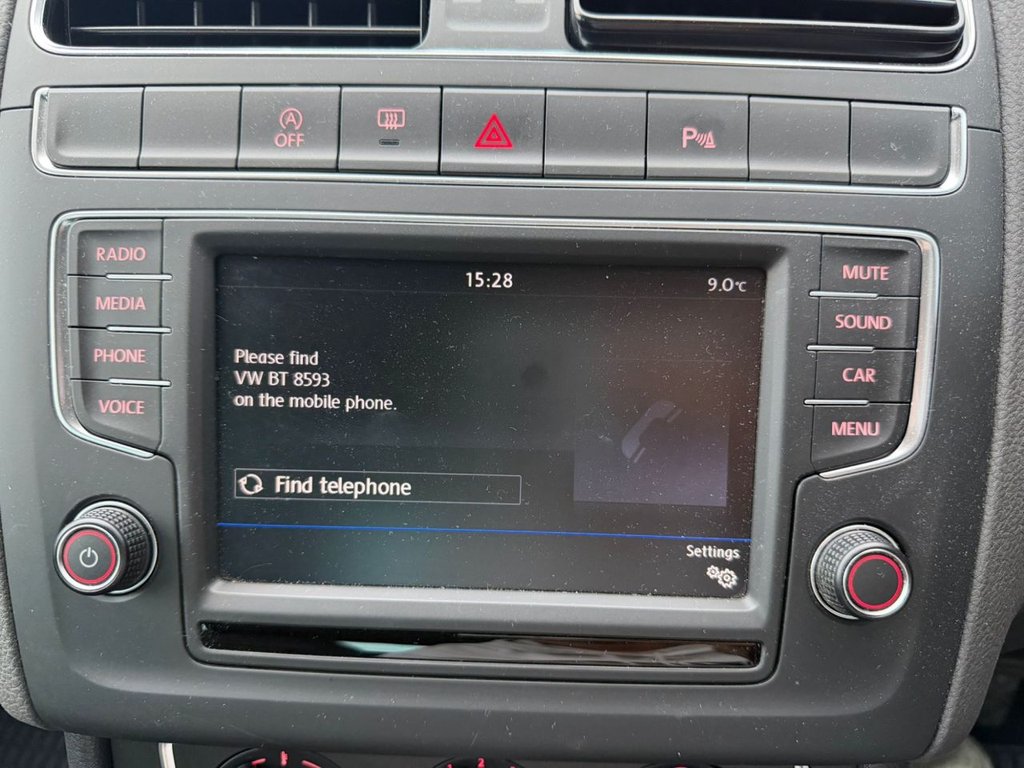 A
OFF
P
RADIO
MEDIA
PHONE
VOICE
15:28
9.0°C
Please find
VW BT 8593
on the mobile phone.
Find telephone
Settings
MUTE
SOUND
CAR
MENU
2